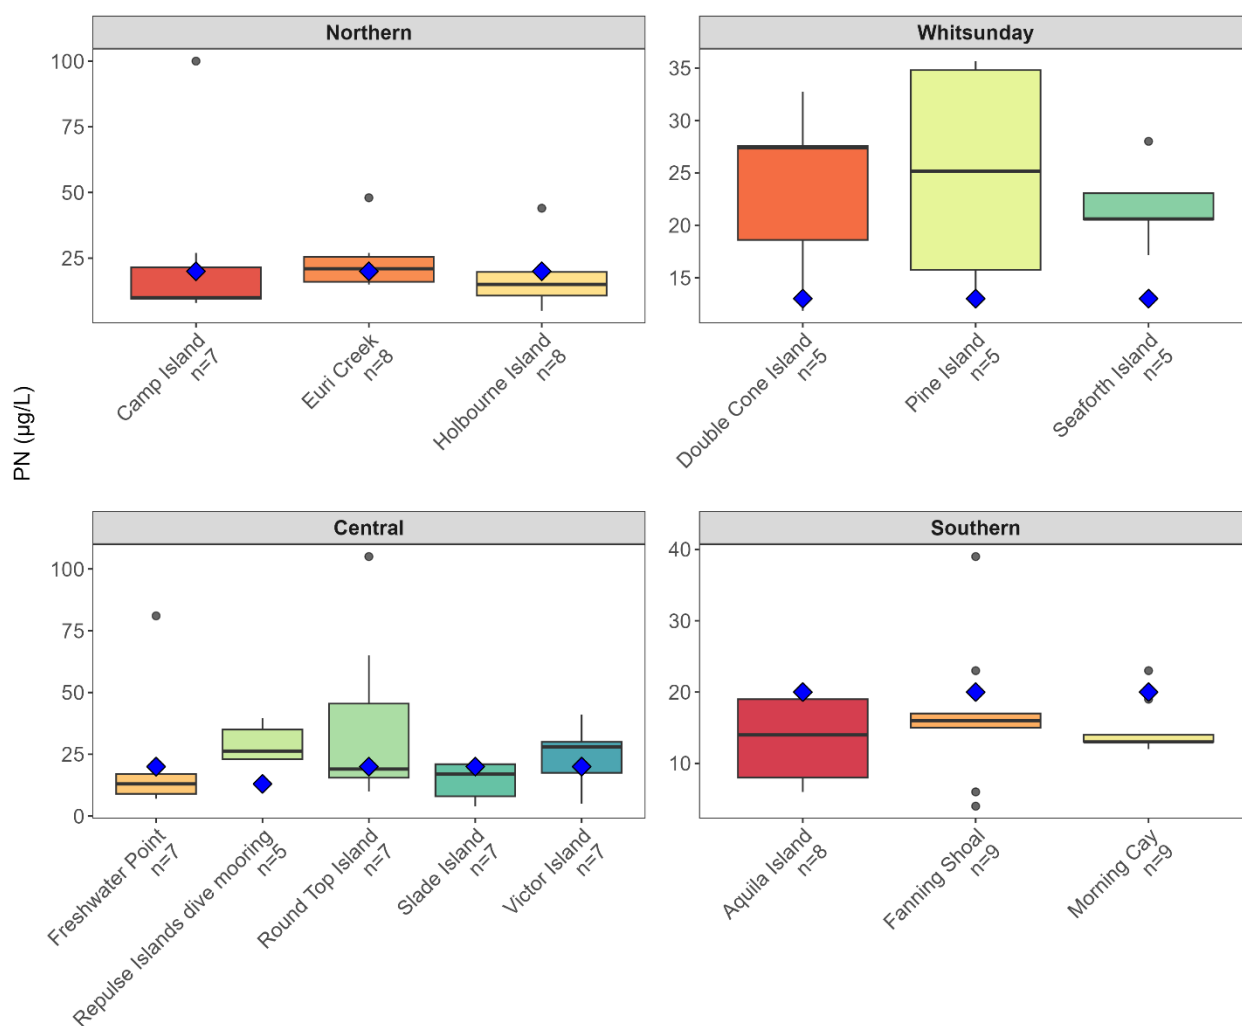 PN (µg/L)
Northern
100
75
50
25
Camp Island
n=7
Euri Creek
n=8
Holbourne Island
n=8
Whitsunday
35
30
25
20
15
Double Cone Island
n=5
Pine Island
n=5
Seaforth Island
n=5
Central
100
75
50
25
0
Freshwater Point
n=7
Repulse Islands dive mooring
n=5
Round Top Island
n=7
Slade Island
n=7
Victor Island
n=7
Southern
40
30
20
10
Aquila Island
n=8
Fanning Shoal
n=9
Morning Cay
n=9